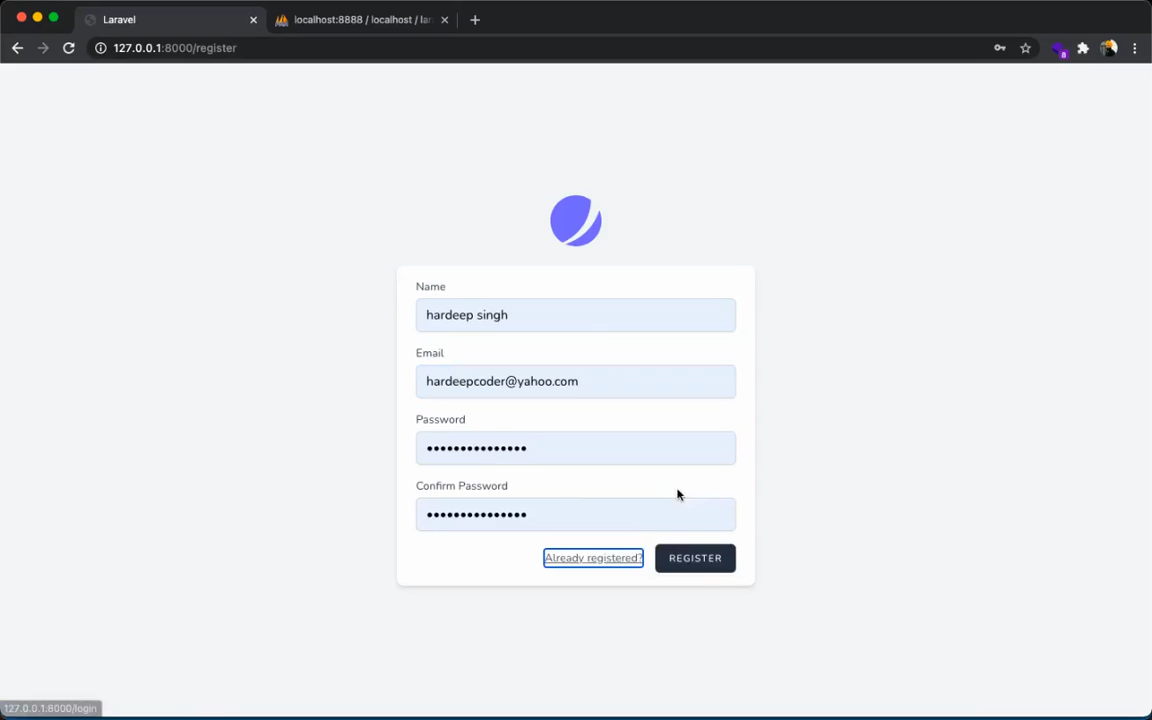 Laravel
localhost:8888 / localhost / lar
127.0.0.1:8000/register
8
Name
hardeep singh
Email
hardeepcoder@yahoo.com
Password
•••••••••••••••
Confirm Password
•••••••••••••••
Already registered?
REGISTER
127.0.0.1:8000/login